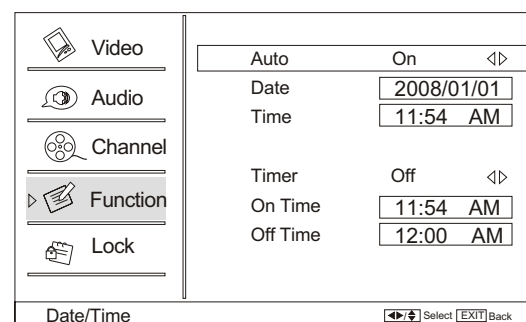 Video
Audio
Channel
Function
Lock
Auto On
Date 2008/01/01
Time 11:54 AM
Timer Off
On Time 11:54 AM
Off Time 12:00 AM
Date/Time
Select EXIT Back